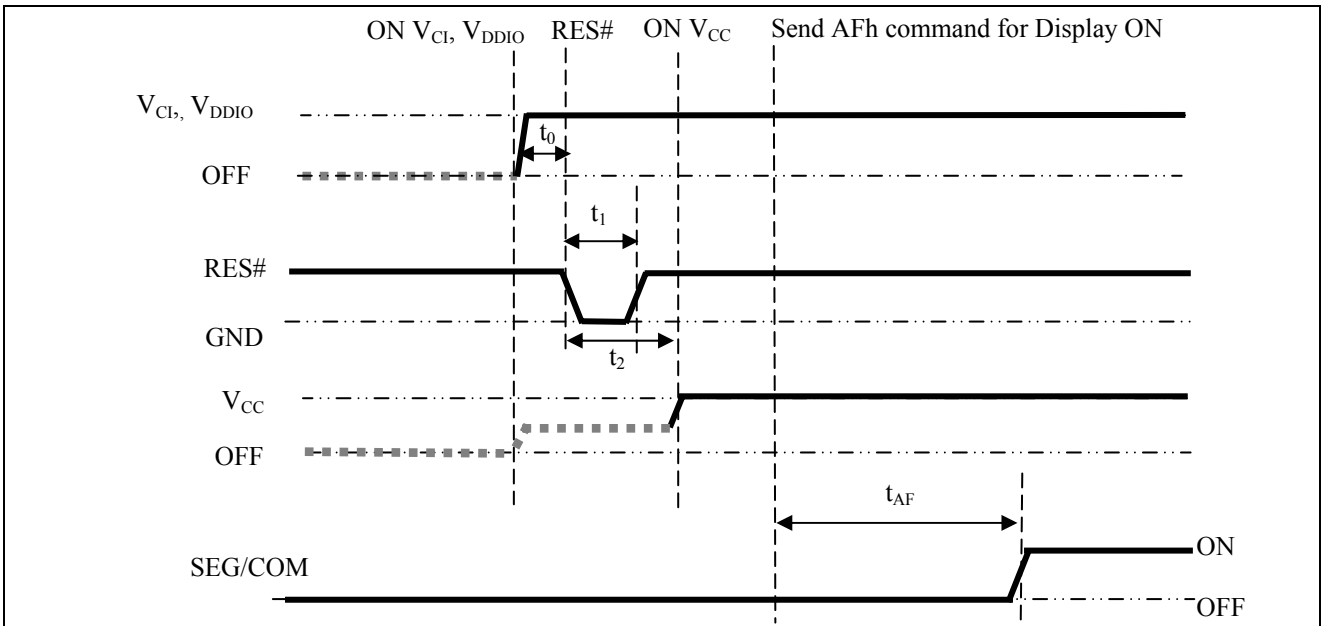 ON V_CI, V_DDIO RES# ON V_CC Send AFh command for Display ON
V_CI,, V_DDIO
t_0
OFF
t_1
RES#
GND
t_2
V_CC
OFF
t_AF
ON
SEG/COM
OFF